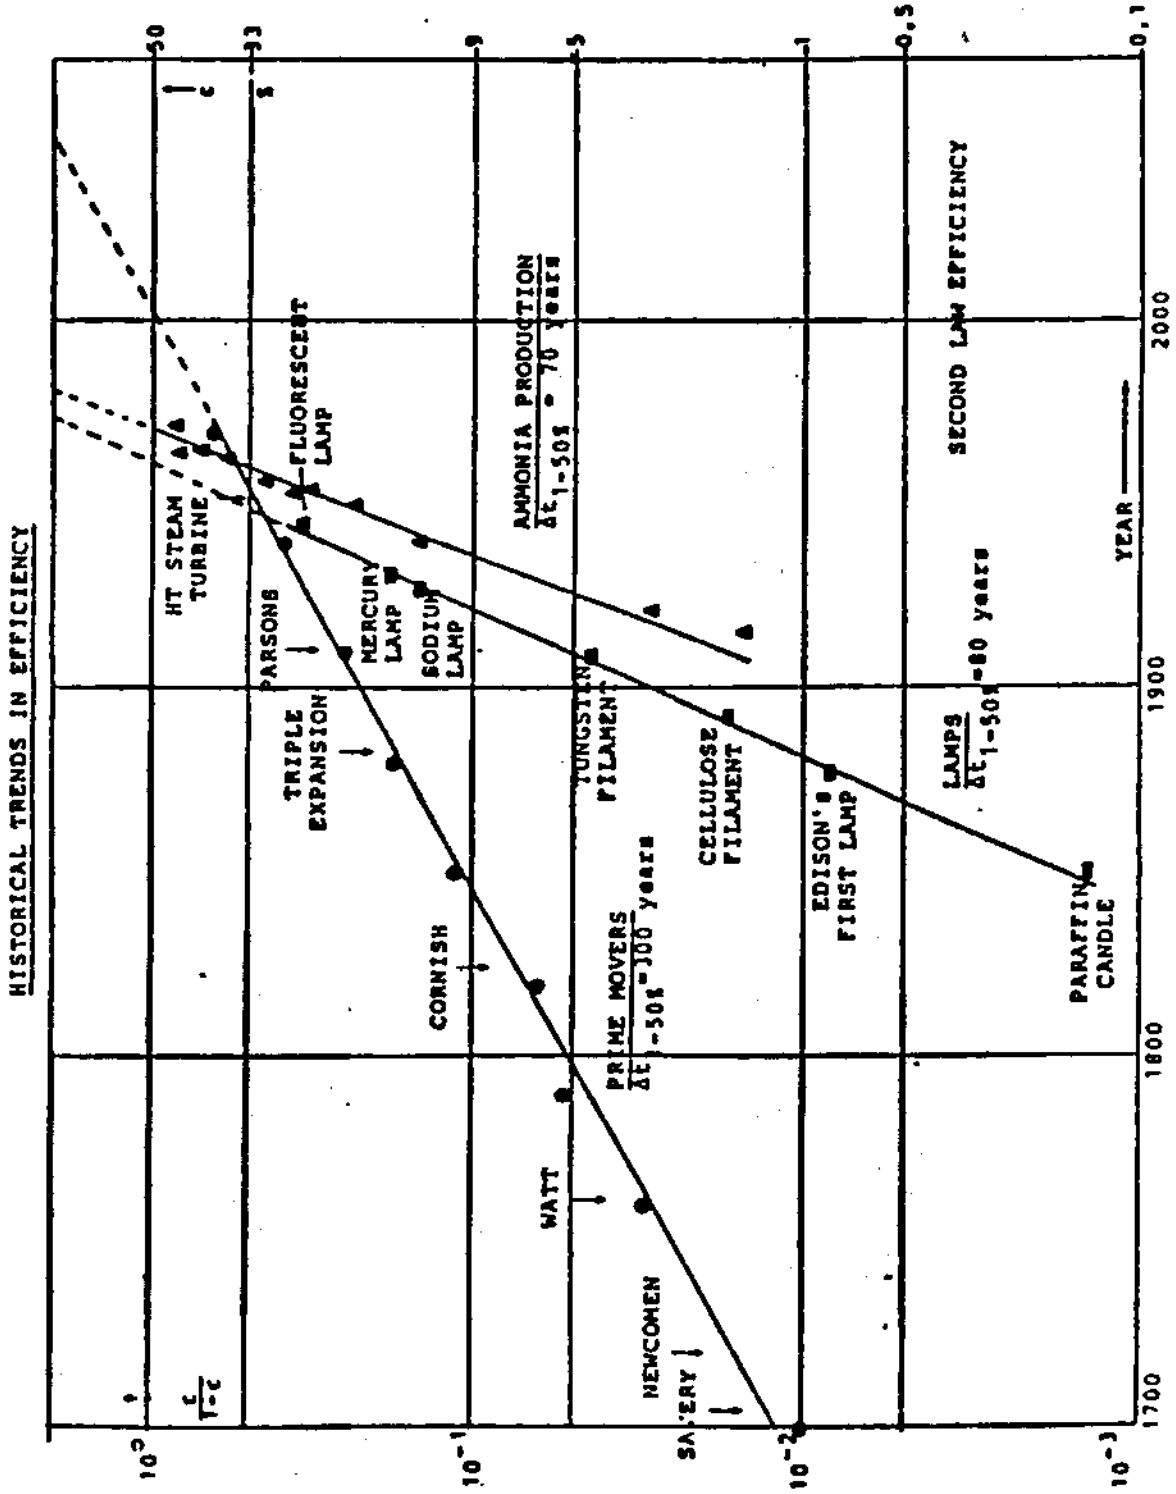 HISTORICAL TRENDS IN EFFICIENCY
10⁰
10⁻¹
10⁻²
10⁻³
ε
1-ε
50
33
9
5
1
0.5
0.1
ε
%
HT STEAM
TURBINE
PARSONS
TRIPLE
EXPANSION
CORNISH
WATT
NEWCOMEN
FLUORESCENT
LAMP
MERCURY
LAMP
SODIUM
LAMP
TUNGSTEN
FILAMENT
CELLULOSE
FILAMENT
EDISON'S
FIRST LAMP
PARAFFIN
CANDLE
AMMONIA PRODUCTION
Δt1-50% = 70 years
PRIME MOVERS
Δt1-50% = 300 years
LAMPS
Δt1-50% = 80 years
SECOND LAW EFFICIENCY
YEAR
1700
1800
1900
2000